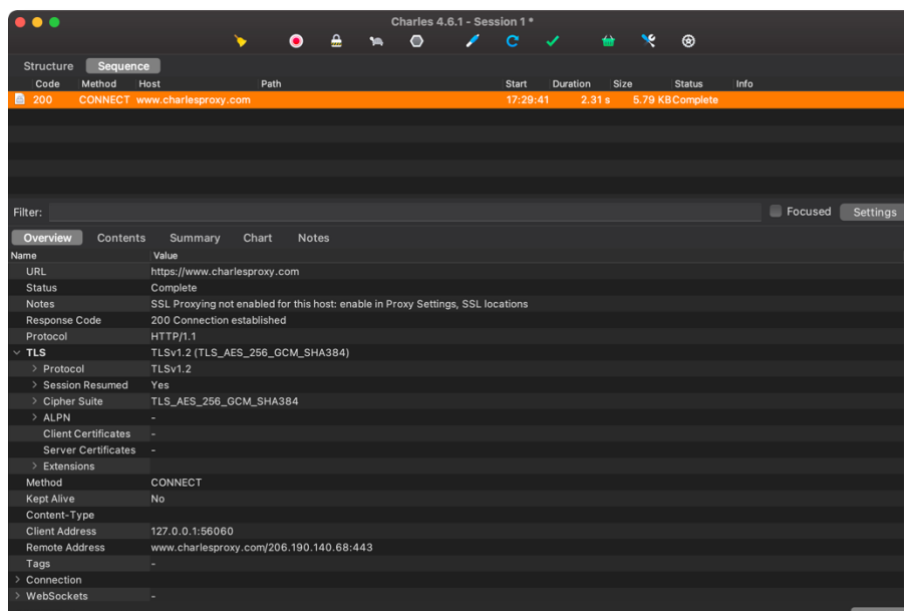 Charles 4.6.1 - Session 1 *
Structure Sequence
Code Method Host Path Start Duration Size Status Info
200 CONNECT www.charlesproxy.com 17:29:41 2.31 s 5.79 KB Complete
Filter: Focused Settings
Overview Contents Summary Chart Notes
Name Value
URL https://www.charlesproxy.com
Status Complete
Notes SSL Proxying not enabled for this host: enable in Proxy Settings, SSL locations
Response Code 200 Connection established
Protocol HTTP/1.1
TLS TLSv1.2 (TLS_AES_256_GCM_SHA384)
Protocol TLSv1.2
Session Resumed Yes
Cipher Suite TLS_AES_256_GCM_SHA384
ALPN -
Client Certificates -
Server Certificates -
Extensions
Method CONNECT
Kept Alive No
Content-Type
Client Address 127.0.0.1:56060
Remote Address www.charlesproxy.com/206.190.140.68:443
Tags -
Connection
WebSockets -